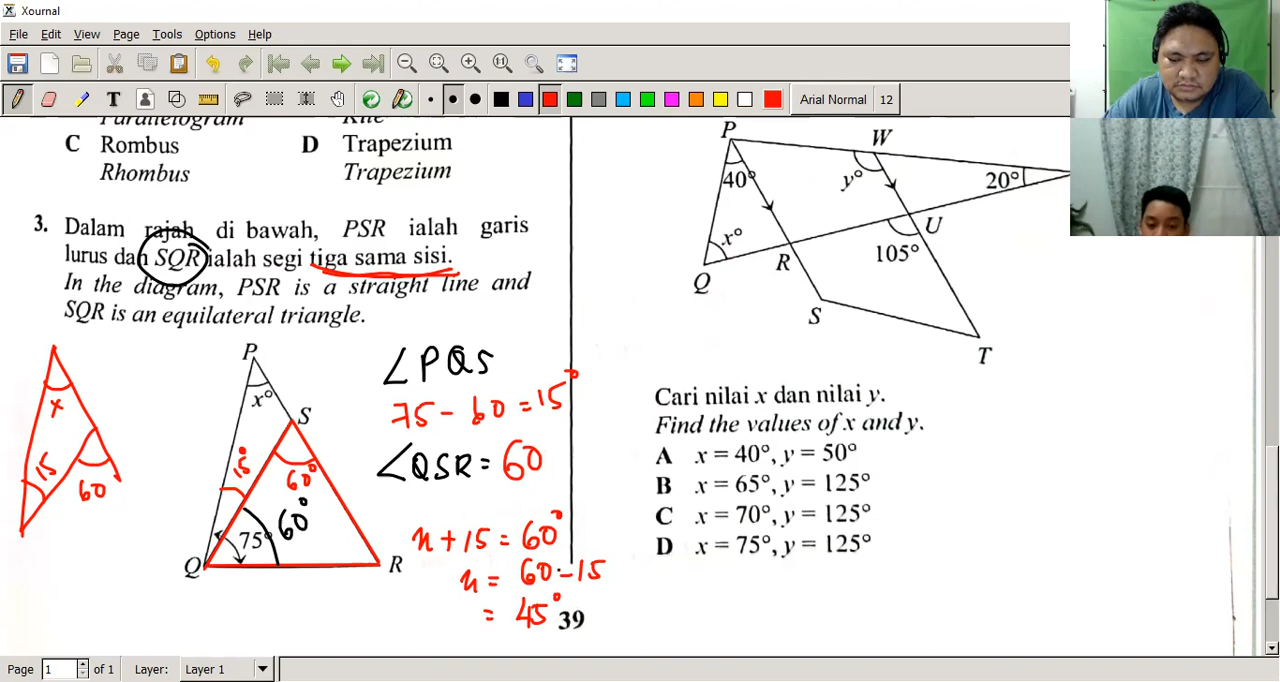 Xournal
File Edit View Page Tools Options Help
Arial Normal 12
Parallelogram Kite
C Rombus D Trapezium
Rhombus Trapezium
3. Dalam rajah di bawah, PSR ialah garis
lurus dan SQR ialah segi tiga sama sisi.
In the diagram, PSR is a straight line and
SQR is an equilateral triangle.
x
15
60
P
x°
S
15°
60°
75°
60°
Q
R
∠PQS
75 - 60 = 15°
∠QSR = 60
x + 15 = 60°
x = 60 - 15
= 45°
39
P
W
40°
y°
20°
x°
U
105°
Q
R
S
T
Cari nilai x dan nilai y.
Find the values of x and y.
A x = 40°, y = 50°
B x = 65°, y = 125°
C x = 70°, y = 125°
D x = 75°, y = 125°
Page 1 of 1 Layer: Layer 1